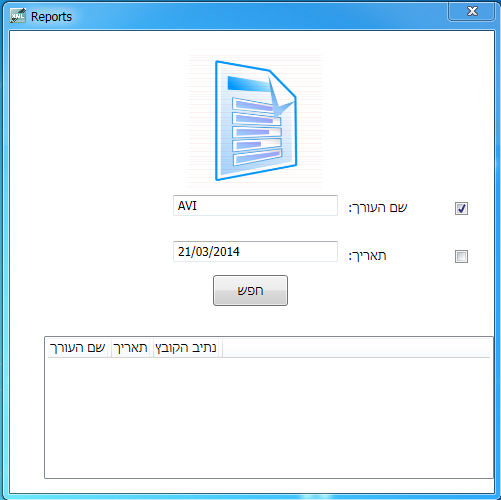 Reports
שם העורך: AVI
תאריך: 21/03/2014
חפש
שם העורך תאריך נתיב הקובץ